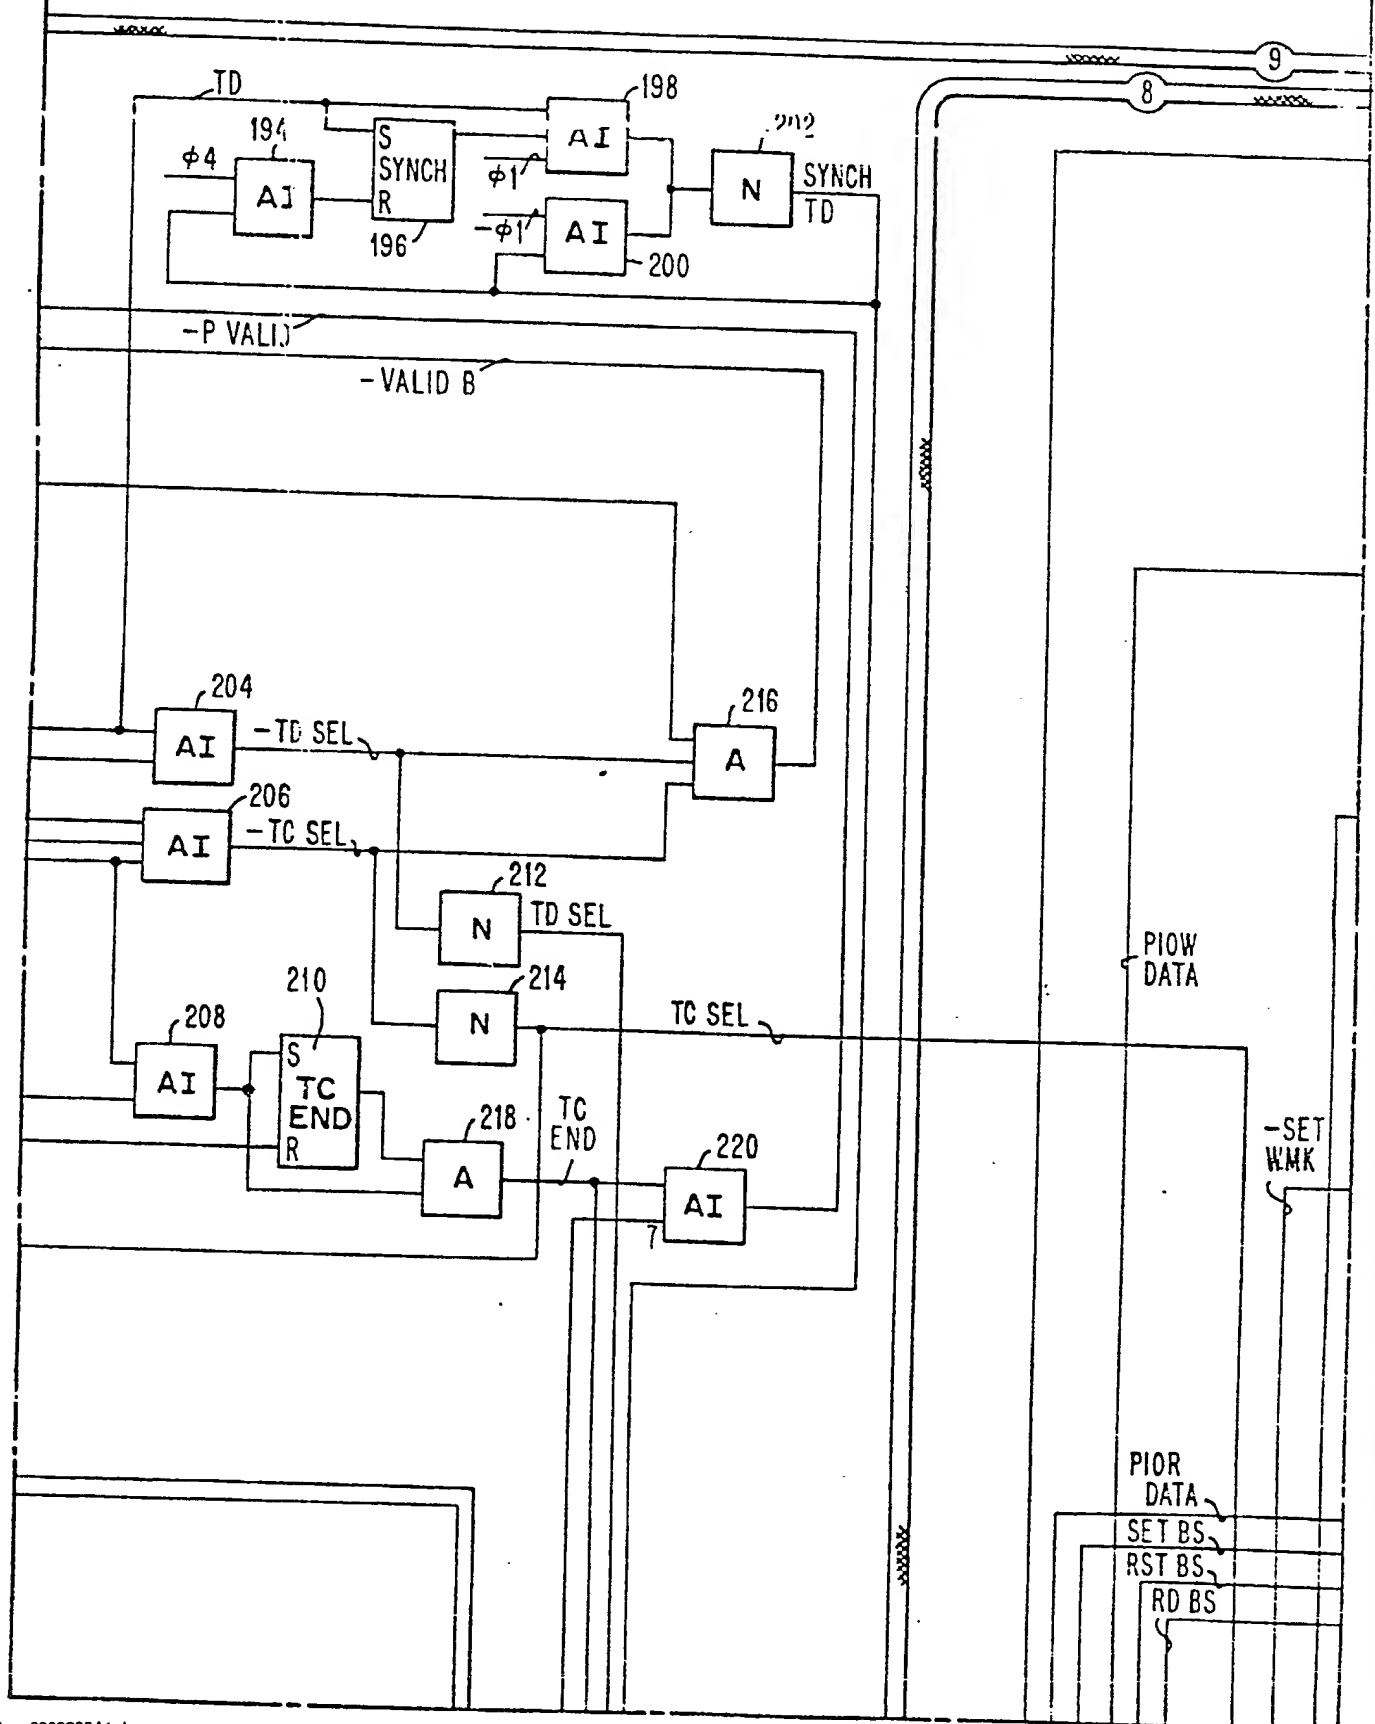 9
8
TD
198
194
φ4
AI
S
SYNCH
R
196
AI
φ1
-φ1
AI
200
202
N
SYNCH
TD
-P VALID
-VALID B
204
AI
-TD SEL
216
A
206
AI
-TC SEL
212
N
TD SEL
214
N
TC SEL
PIOW
DATA
210
208
AI
S
TC
END
R
218
A
TC
END
220
AI
7
-SET
WMK
PIOR
DATA
SET BS
RST BS
RD BS